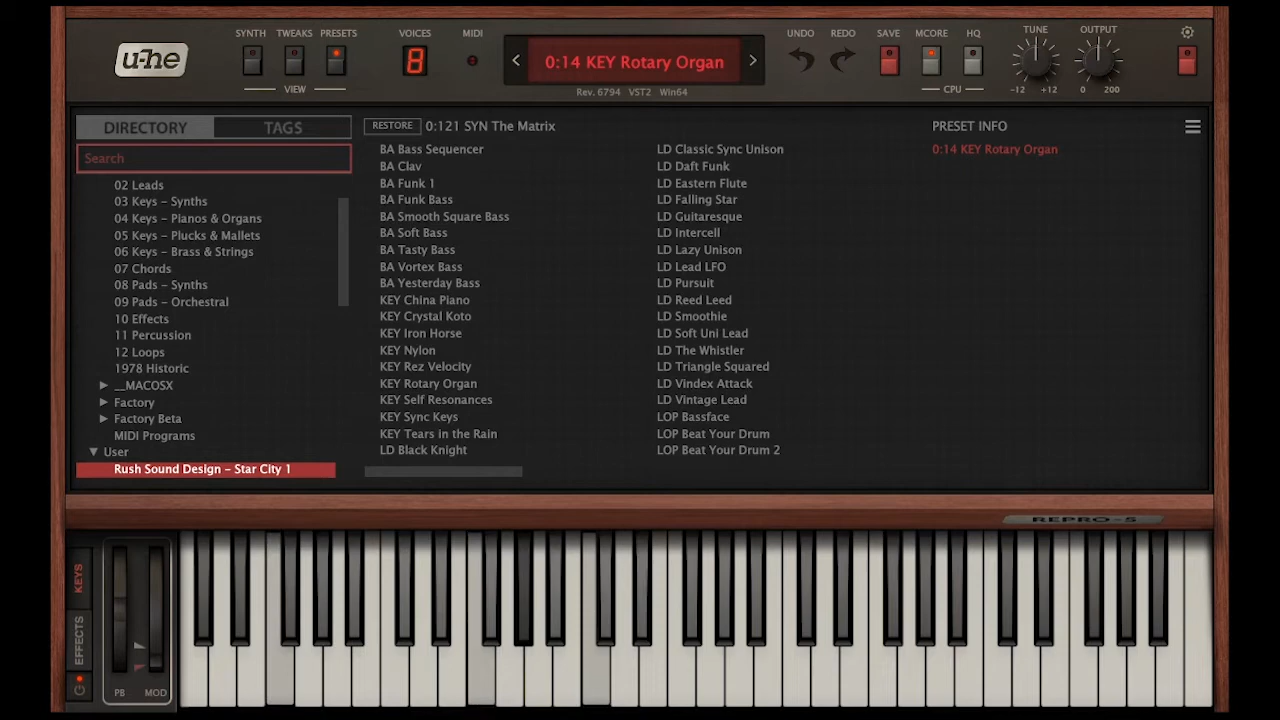 SYNTH TWEAKS PRESETS VOICES MIDI UNDO REDO SAVE MCORE HQ TUNE OUTPUT
u-he
8
0:14 KEY Rotary Organ
VIEW
CPU
-12 +12 0 200
Rev. 6794 VST2 Win64
DIRECTORY TAGS
Search
02 Leads
03 Keys – Synths
04 Keys – Pianos & Organs
05 Keys – Plucks & Mallets
06 Keys – Brass & Strings
07 Chords
08 Pads – Synths
09 Pads – Orchestral
10 Effects
11 Percussion
12 Loops
1978 Historic
__MACOSX
Factory
Factory Beta
MIDI Programs
User
Rush Sound Design – Star City 1
RESTORE 0:121 SYN The Matrix
BA Bass Sequencer
BA Clav
BA Funk 1
BA Funk Bass
BA Smooth Square Bass
BA Soft Bass
BA Tasty Bass
BA Vortex Bass
BA Yesterday Bass
KEY China Piano
KEY Crystal Koto
KEY Iron Horse
KEY Nylon
KEY Rez Velocity
KEY Rotary Organ
KEY Self Resonances
KEY Sync Keys
KEY Tears in the Rain
LD Black Knight
LD Classic Sync Unison
LD Daft Funk
LD Eastern Flute
LD Falling Star
LD Guitaresque
LD Intercell
LD Lazy Unison
LD Lead LFO
LD Pursuit
LD Reed Leed
LD Smoothie
LD Soft Uni Lead
LD The Whistler
LD Triangle Squared
LD Vindex Attack
LD Vintage Lead
LOP Bassface
LOP Beat Your Drum
LOP Beat Your Drum 2
PRESET INFO
0:14 KEY Rotary Organ
REPRO-5
KEYS
EFFECTS
PB MOD